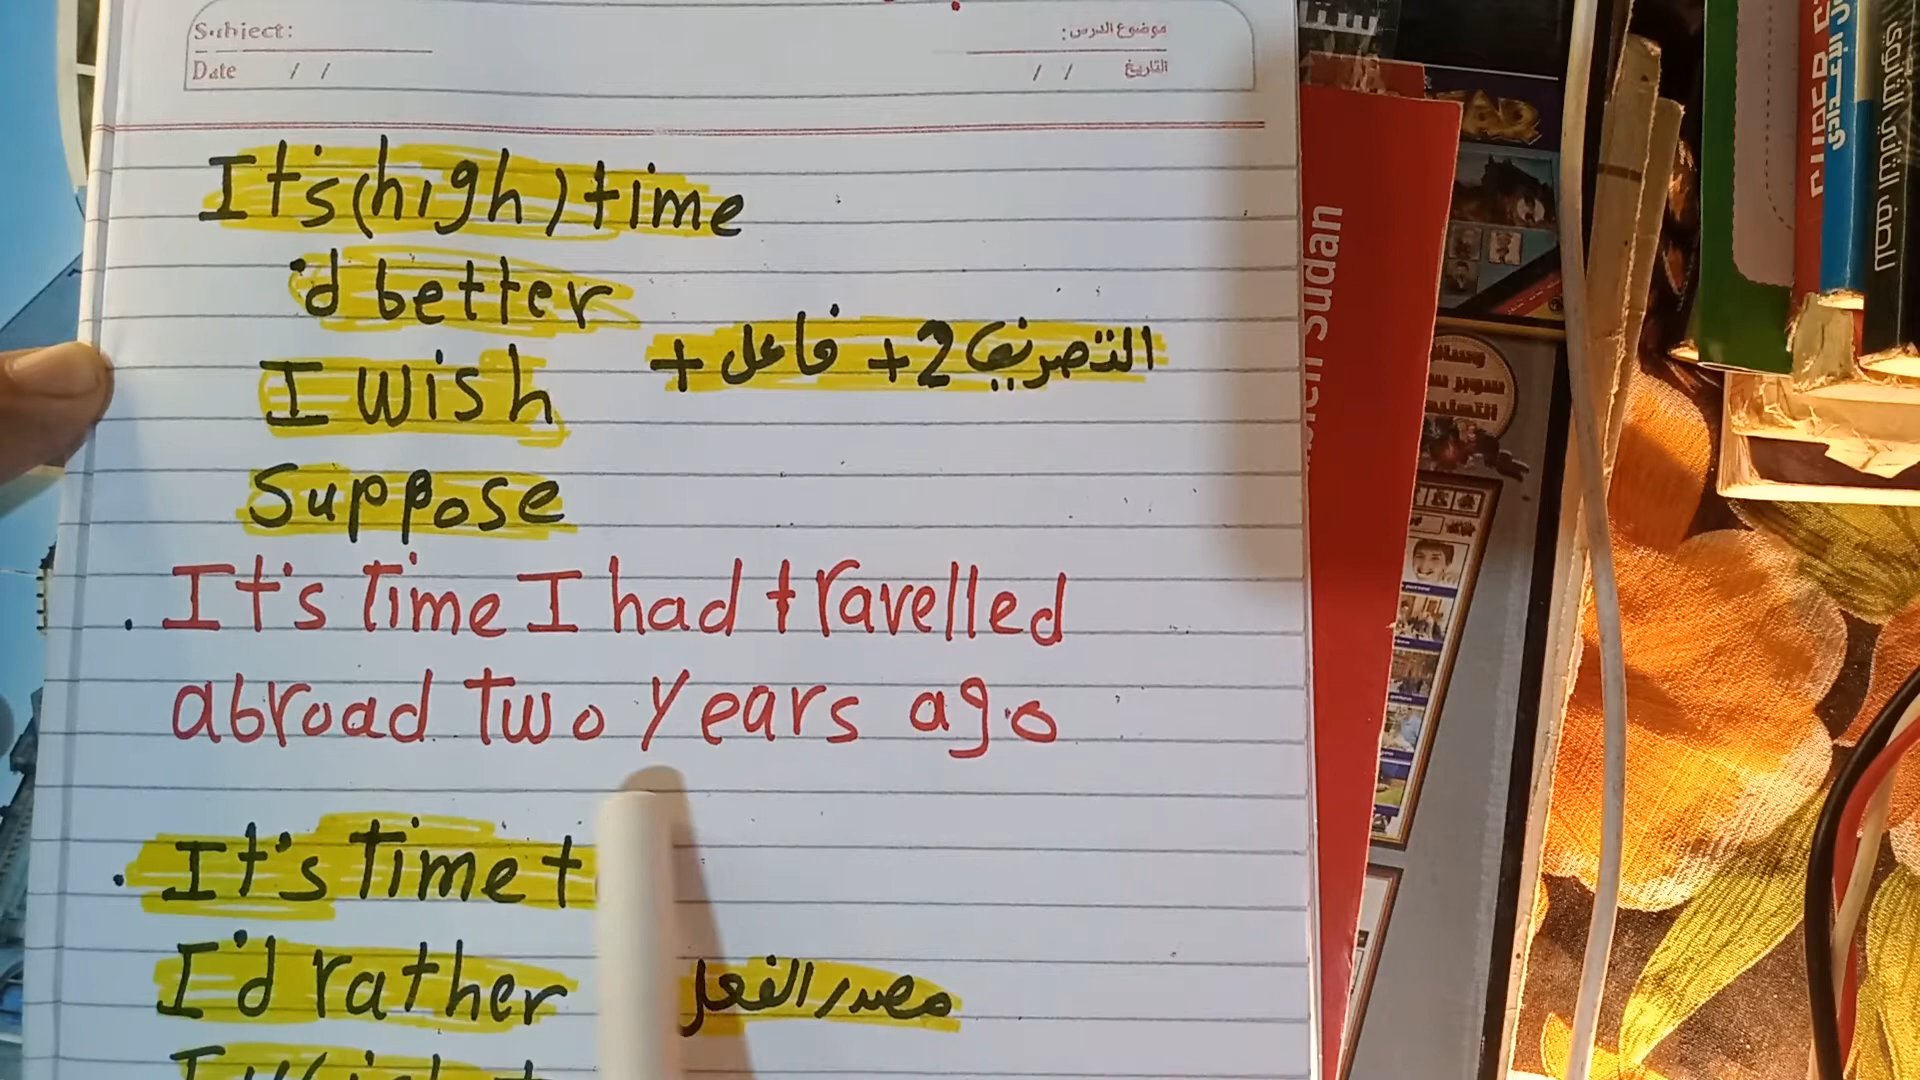 Subject:
موضوع الدرس:
Date / /
التاريخ / /
It's (high) time
'd better
+ فاعل + التصريف 2
I wish
Suppose
. It's Time I had travelled
abroad two years ago
. It's Time t
I'd rather
مصدر الفعل
Sudan